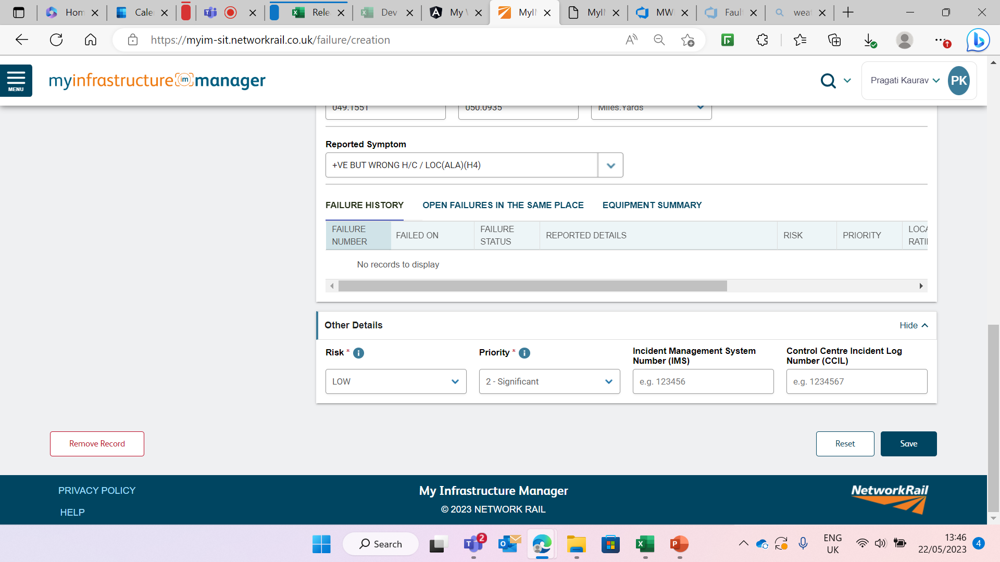 Hom
Cale
Rele
Dev
My
MyI
MyI
MW
Faul
wea
https://myim-sit.networkrail.co.uk/failure/creation
MENU
myinfrastructure im manager
Pragati Kaurav
PK
049.1551
050.0935
Miles.Yards
Reported Symptom
+VE BUT WRONG H/C / LOC(ALA)(H4)
FAILURE HISTORY OPEN FAILURES IN THE SAME PLACE EQUIPMENT SUMMARY
FAILURE NUMBER
FAILED ON
FAILURE STATUS
REPORTED DETAILS
RISK
PRIORITY
LOCA
RATI
No records to display
Other Details
Hide
Risk *
Priority *
Incident Management System
Number (IMS)
Control Centre Incident Log
Number (CCIL)
LOW
2 - Significant
e.g. 123456
e.g. 1234567
Remove Record
Reset
Save
PRIVACY POLICY
HELP
My Infrastructure Manager
© 2023 NETWORK RAIL
NetworkRail
Search
2
ENG
UK
13:46
22/05/2023
4